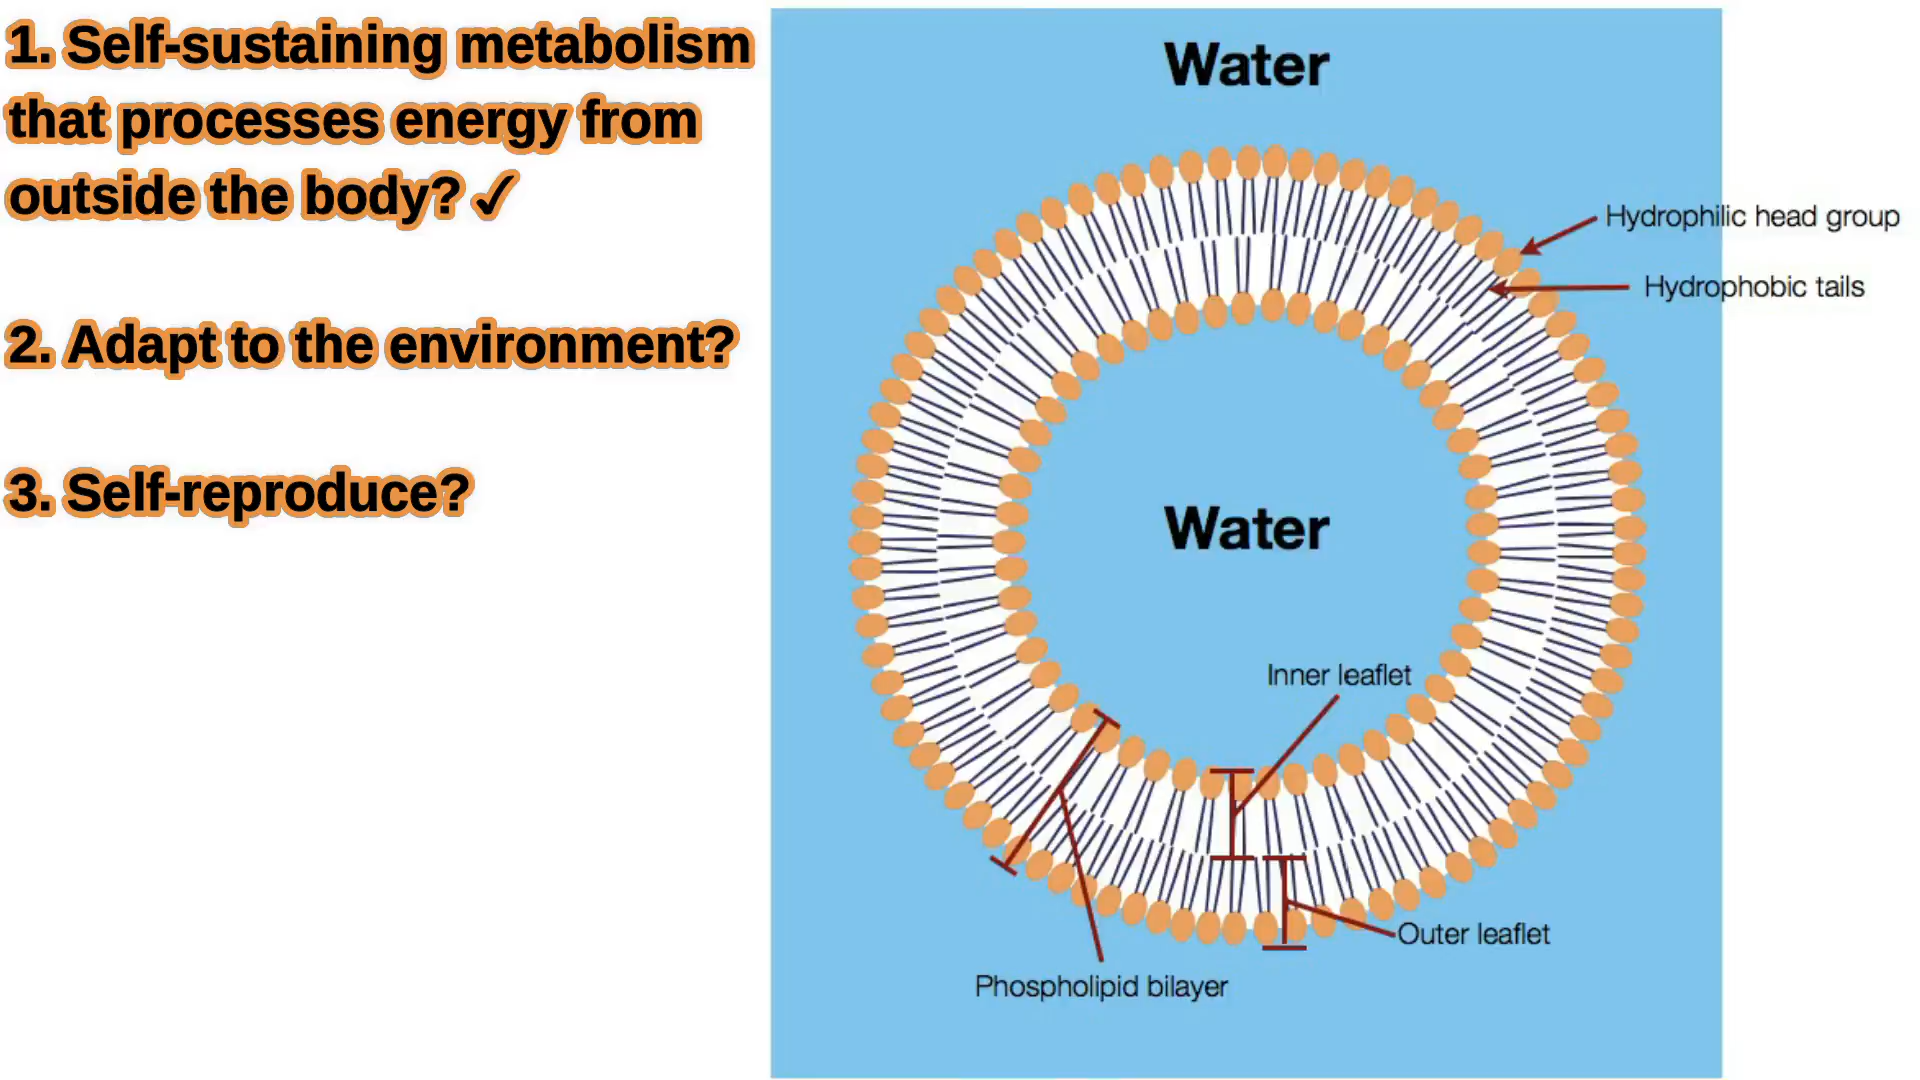 1. Self-sustaining metabolism
that processes energy from
outside the body? ✓
2. Adapt to the environment?
3. Self-reproduce?
Water
Hydrophilic head group
Hydrophobic tails
Water
Inner leaflet
Outer leaflet
Phospholipid bilayer